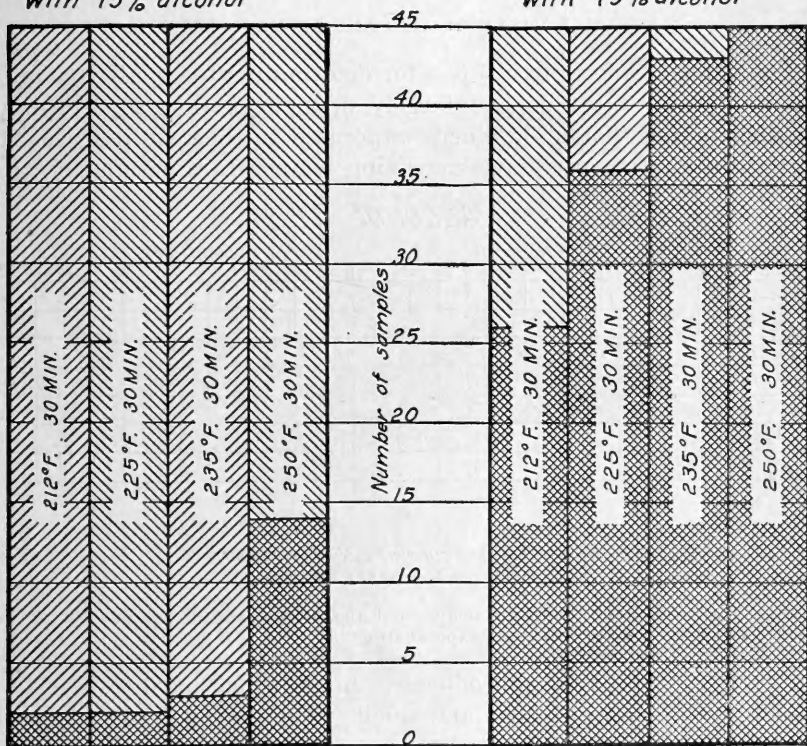 with 75% alcohol
with 75% alcohol
45
40
35
30
25
20
15
10
5
0
Number of samples
212°F. 30 MIN.
225°F. 30 MIN.
235°F. 30 MIN.
250°F. 30 MIN.
212°F. 30 MIN.
225°F. 30 MIN.
235°F. 30 MIN.
250°F. 30 MIN.